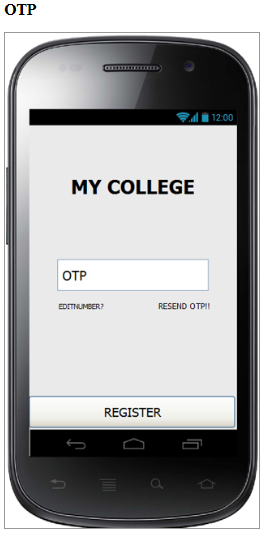 OTP
12:00
MY COLLEGE
OTP
EDITNUMBER? RESEND OTP!!
REGISTER